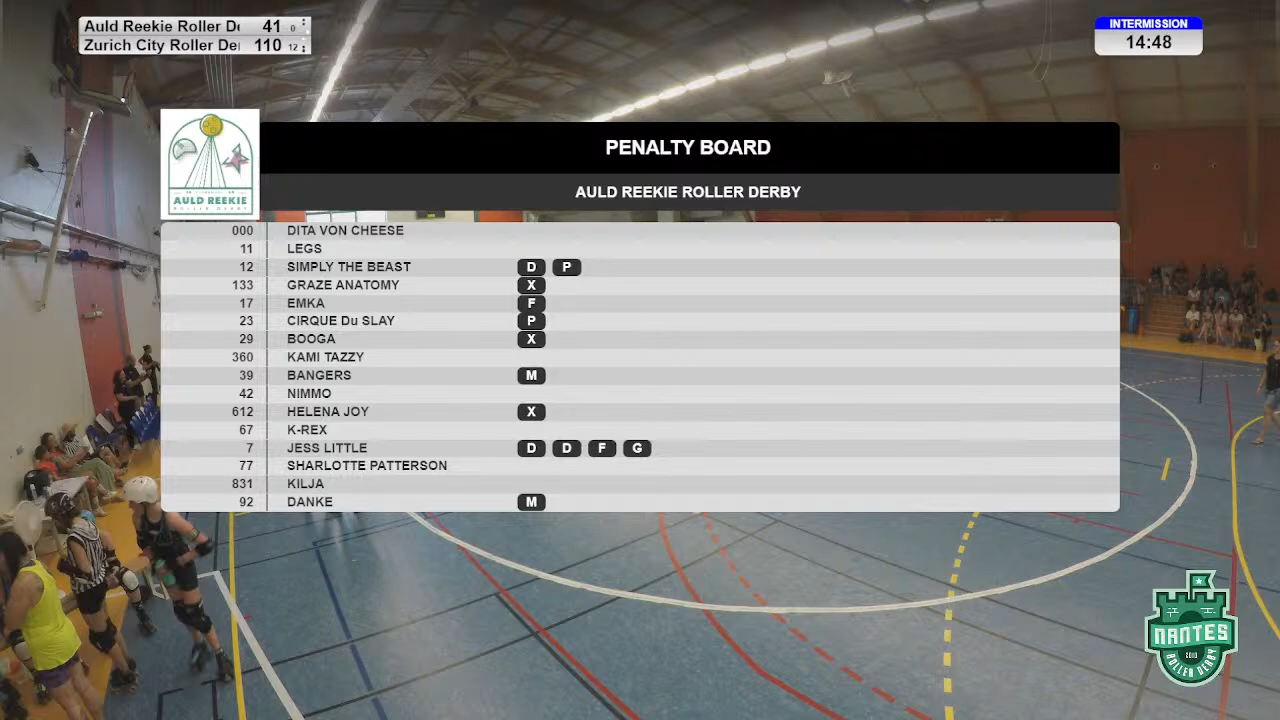 Auld Reekie Roller De 41 0
Zurich City Roller De 110 12
INTERMISSION
14:48
AULD REEKIE
ROLLER DERBY
PENALTY BOARD
AULD REEKIE ROLLER DERBY
000 DITA VON CHEESE
11 LEGS
12 SIMPLY THE BEAST D P
133 GRAZE ANATOMY X
17 EMKA F
23 CIRQUE Du SLAY P
29 BOOGA X
360 KAMI TAZZY
39 BANGERS M
42 NIMMO
612 HELENA JOY X
67 K-REX
7 JESS LITTLE D D F G
77 SHARLOTTE PATTERSON
831 KILJA
92 DANKE M
NANTES
2010
ROLLER DERBY